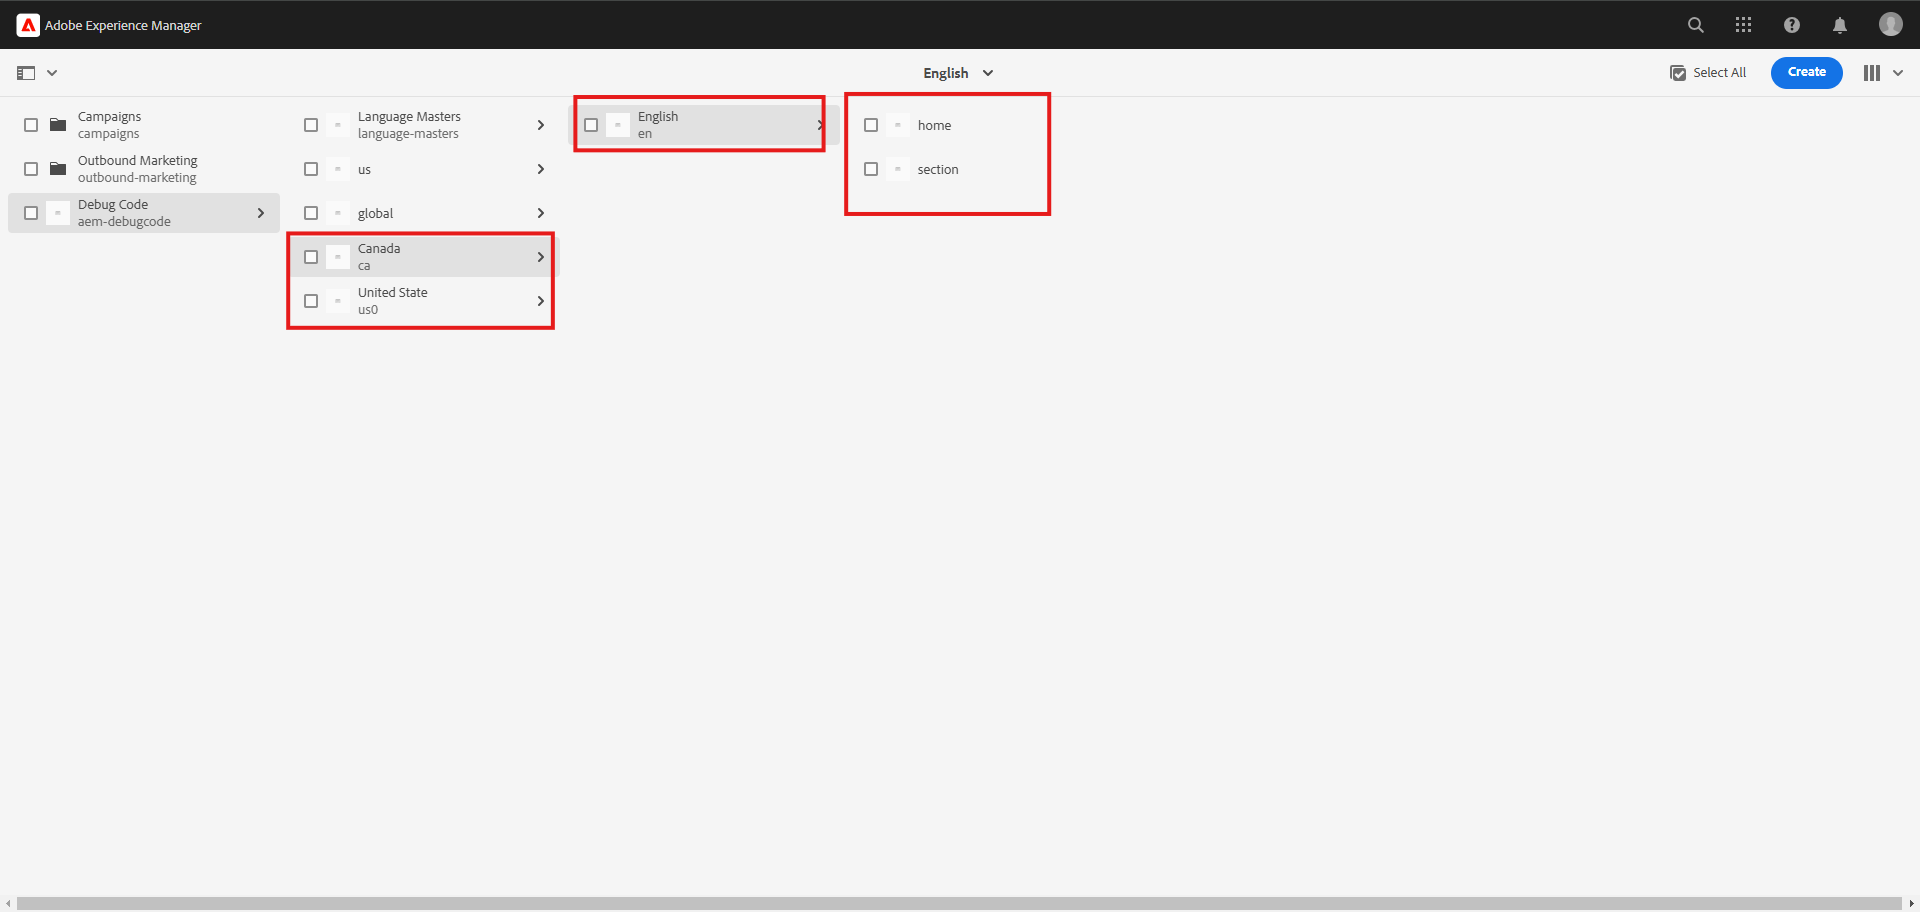 Adobe Experience Manager
English
Select All
Create
Campaigns
campaigns
Outbound Marketing
outbound-marketing
Debug Code
aem-debugcode
Language Masters
language-masters
us
global
Canada
ca
United State
us0
English
en
home
section